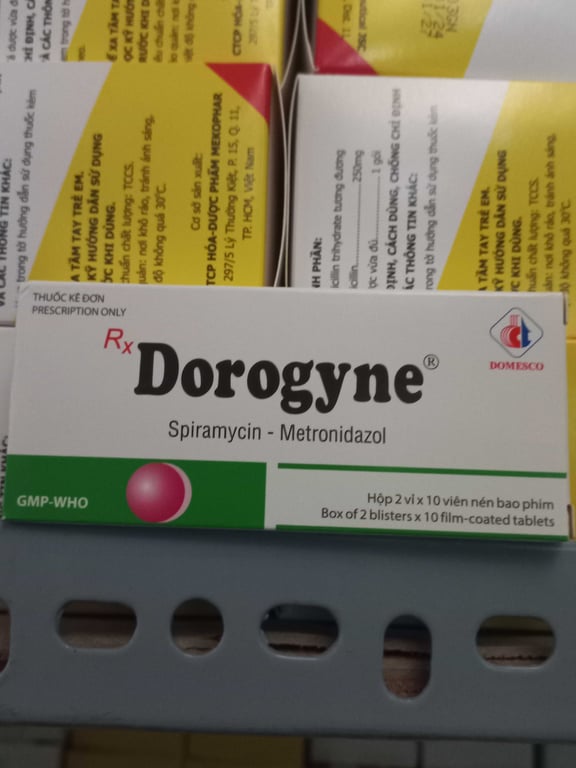 THUỐC KÊ ĐƠN
PRESCRIPTION ONLY
Rx Dorogyne®
DOMESCO
Spiramycin - Metronidazol
GMP-WHO
Hộp 2 vỉ x 10 viên nén bao phim
Box of 2 blisters x 10 film-coated tablets
VÀ CÁC THÔNG TIN KHÁC:
trong tờ hướng dẫn sử dụng thuốc kèm
A TẦM TAY TRẺ EM.
KỸ HƯỚNG DẪN SỬ DỤNG
ỚC KHI DÙNG.
chuẩn chất lượng: TCCS.
quản: nơi khô ráo, tránh ánh sáng,
độ không quá 30°C.
Cơ sở sản xuất:
CTCP HÓA-DƯỢC PHẨM MEKOPHAR
297/5 Lý Thường Kiệt, P. 15, Q. 11,
TP. HCM, Việt Nam
NH PHẦN:
cillin trihydrate tương đương
icillin 250mg
ợc vừa đủ 1 gói
ĐỊNH, CÁCH DÙNG, CHỐNG CHỈ ĐỊNH
ÁC THÔNG TIN KHÁC:
trong tờ hướng dẫn sử dụng thuốc kèm
A TẦM TAY TRẺ EM.
KỸ HƯỚNG DẪN SỬ DỤNG
ỚC KHI DÙNG.
huẩn chất lượng: TCCS.
uản: nơi khô ráo, tránh ánh sáng,
độ không quá 30°C.